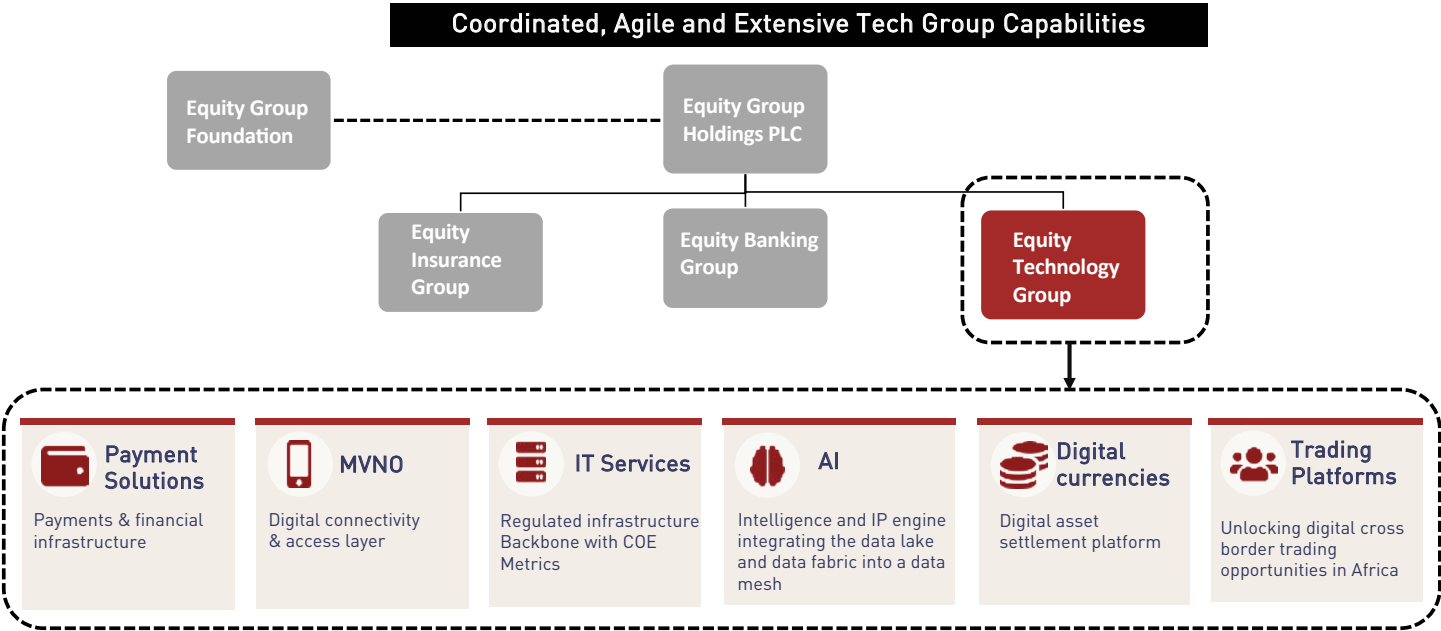 Coordinated, Agile and Extensive Tech Group Capabilities
Equity Group
Foundation
Equity Group
Holdings PLC
Equity
Insurance
Group
Equity Banking
Group
Equity
Technology
Group
Payment
Solutions
Payments & financial
infrastructure
MVNO
Digital connectivity
& access layer
IT Services
Regulated infrastructure
Backbone with COE
Metrics
AI
Intelligence and IP engine
integrating the data lake
and data fabric into a data
mesh
Digital
currencies
Digital asset
settlement platform
Trading
Platforms
Unlocking digital cross
border trading
opportunities in Africa